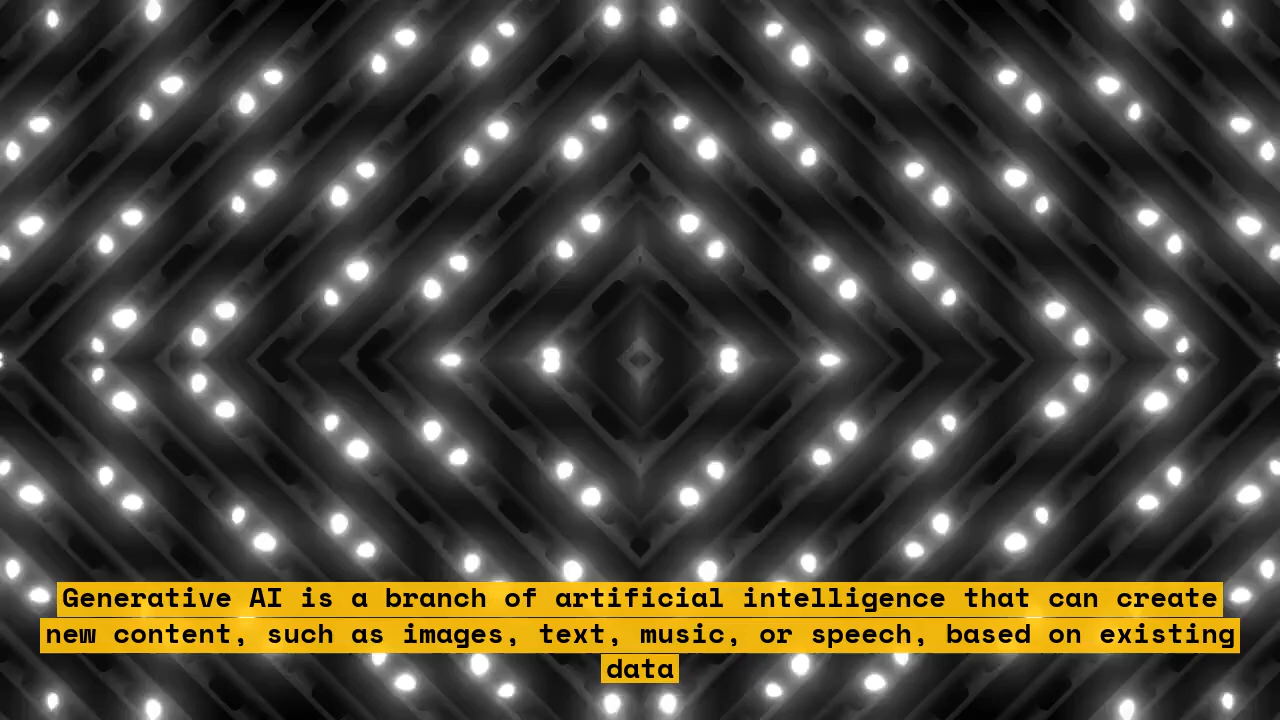 Generative AI is a branch of artificial intelligence that can create
new content, such as images, text, music, or speech, based on existing
data